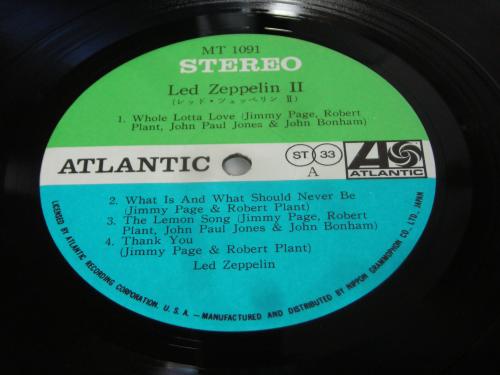 MT 1091
STEREO
Led Zeppelin II
(レッド・ツェッペリン II)
1. Whole Lotta Love (Jimmy Page, Robert
Plant, John Paul Jones & John Bonham)
ATLANTIC
ST 33
A
ATLANTIC
2. What Is And What Should Never Be
(Jimmy Page & Robert Plant)
3. The Lemon Song (Jimmy Page, Robert
Plant, John Paul Jones & John Bonham)
4. Thank You
(Jimmy Page & Robert Plant)
Led Zeppelin
LICENSED BY ATLANTIC RECORDING CORPORATION. U. S. A. — MANUFACTURED AND DISTRIBUTED BY NIPPON GRAMMOPHON CO., LTD., JAPAN